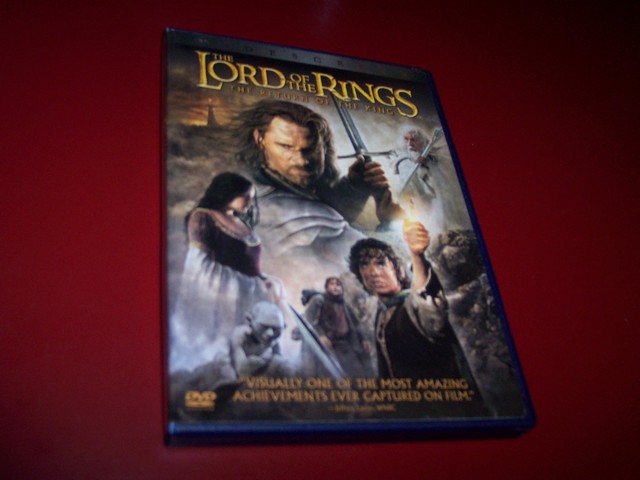 THE
LORD OF THE RINGS
THE RETURN OF THE KING
"VISUALLY ONE OF THE MOST AMAZING
ACHIEVEMENTS EVER CAPTURED ON FILM."
DVD